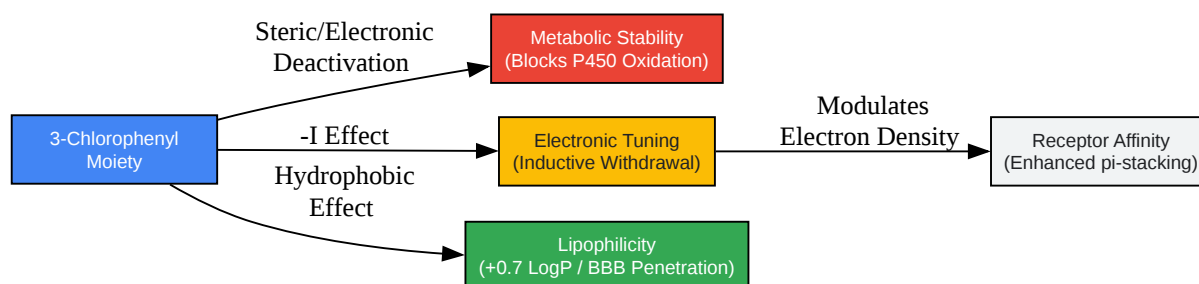 Steric/Electronic
Deactivation
Metabolic Stability
(Blocks P450 Oxidation)
3-Chlorophenyl
Moiety
-I Effect
Electronic Tuning
(Inductive Withdrawal)
Modulates
Electron Density
Receptor Affinity
(Enhanced pi-stacking)
Hydrophobic
Effect
Lipophilicity
(+0.7 LogP / BBB Penetration)